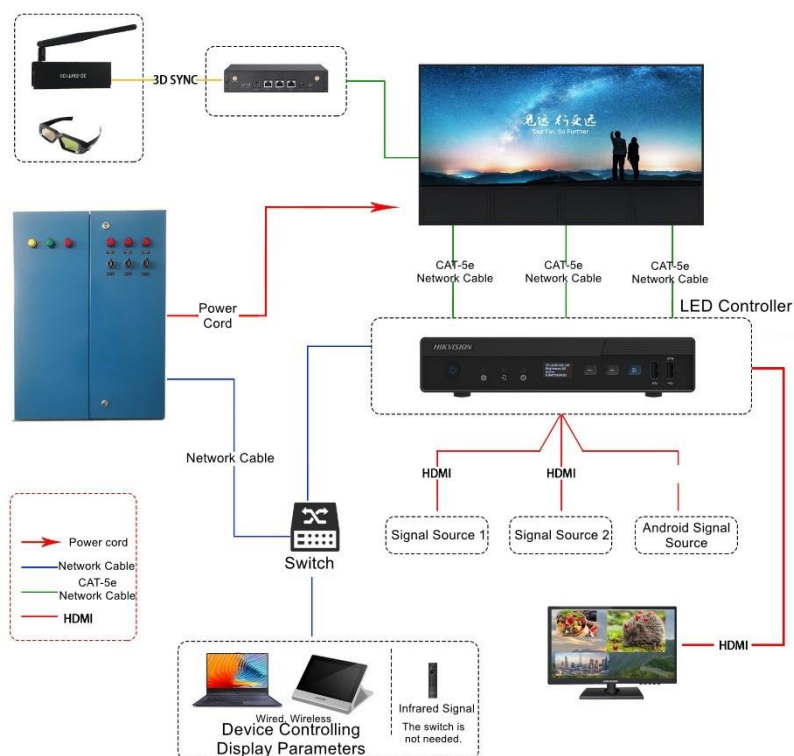 3D-EMIT130
3D SYNC
见远 行更远
See Far, Go Further
CAT-5e
Network Cable
CAT-5e
Network Cable
CAT-5e
Network Cable
LED Controller
Power
Cord
HIKVISION
Network Cable
HDMI
HDMI
Signal Source 1
Signal Source 2
Android Signal
Source
Switch
Power cord
Network Cable
CAT-5e
Network Cable
HDMI
HDMI
Wired, Wireless
Device Controlling
Display Parameters
Infrared Signal
The switch is
not needed.